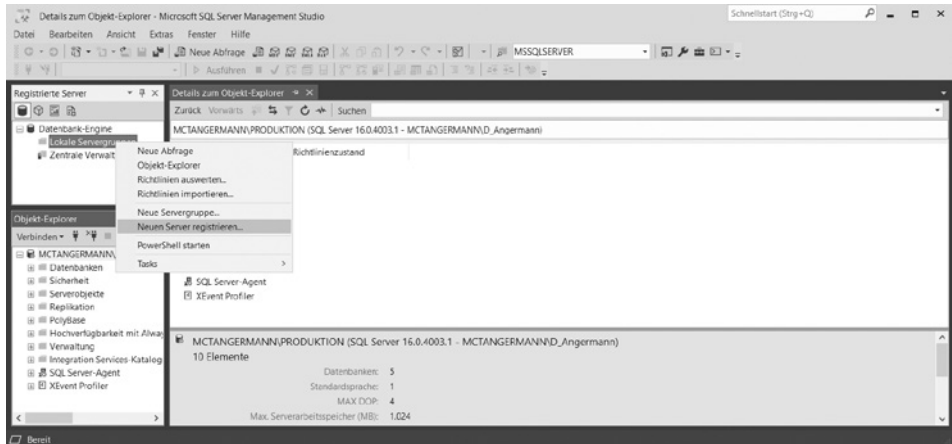 Details zum Objekt-Explorer - Microsoft SQL Server Management Studio
Schnellstart (Strg+Q)
Datei Bearbeiten Ansicht Extras Fenster Hilfe
Neue Abfrage
MSSQLSERVER
Ausführen
Registrierte Server
Datenbank-Engine
Lokale Servergruppen
Zentrale Verwalt
Neue Abfrage
Objekt-Explorer
Richtlinien auswerten...
Richtlinien importieren...
Neue Servergruppe...
Neuen Server registrieren...
PowerShell starten
Tasks
Objekt-Explorer
Verbinden
MCTANGERMANN\
Datenbanken
Sicherheit
Serverobjekte
Replikation
PolyBase
Hochverfügbarkeit mit Alway
Verwaltung
Integration Services-Katalog
SQL Server-Agent
XEvent Profiler
Details zum Objekt-Explorer
Zurück Vorwärts Suchen
MCTANGERMANN\PRODUKTION (SQL Server 16.0.4003.1 - MCTANGERMANN\D_Angermann)
Richtlinienzustand
SQL Server-Agent
XEvent Profiler
MCTANGERMANN\PRODUKTION (SQL Server 16.0.4003.1 - MCTANGERMANN\D_Angermann)
10 Elemente
Datenbanken: 5
Standardsprache: 1
MAX DOP: 4
Max. Serverarbeitsspeicher (MB): 1.024
Bereit